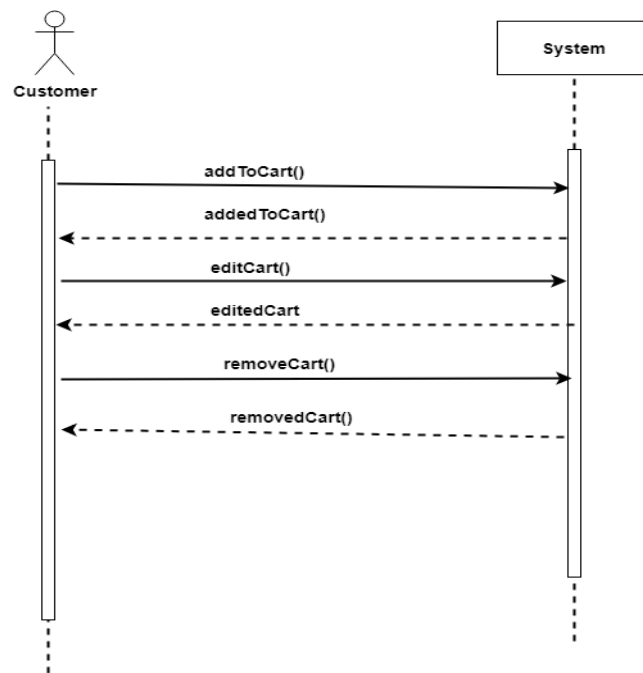 Customer
System
addToCart()
addedToCart()
editCart()
editedCart
removeCart()
removedCart()